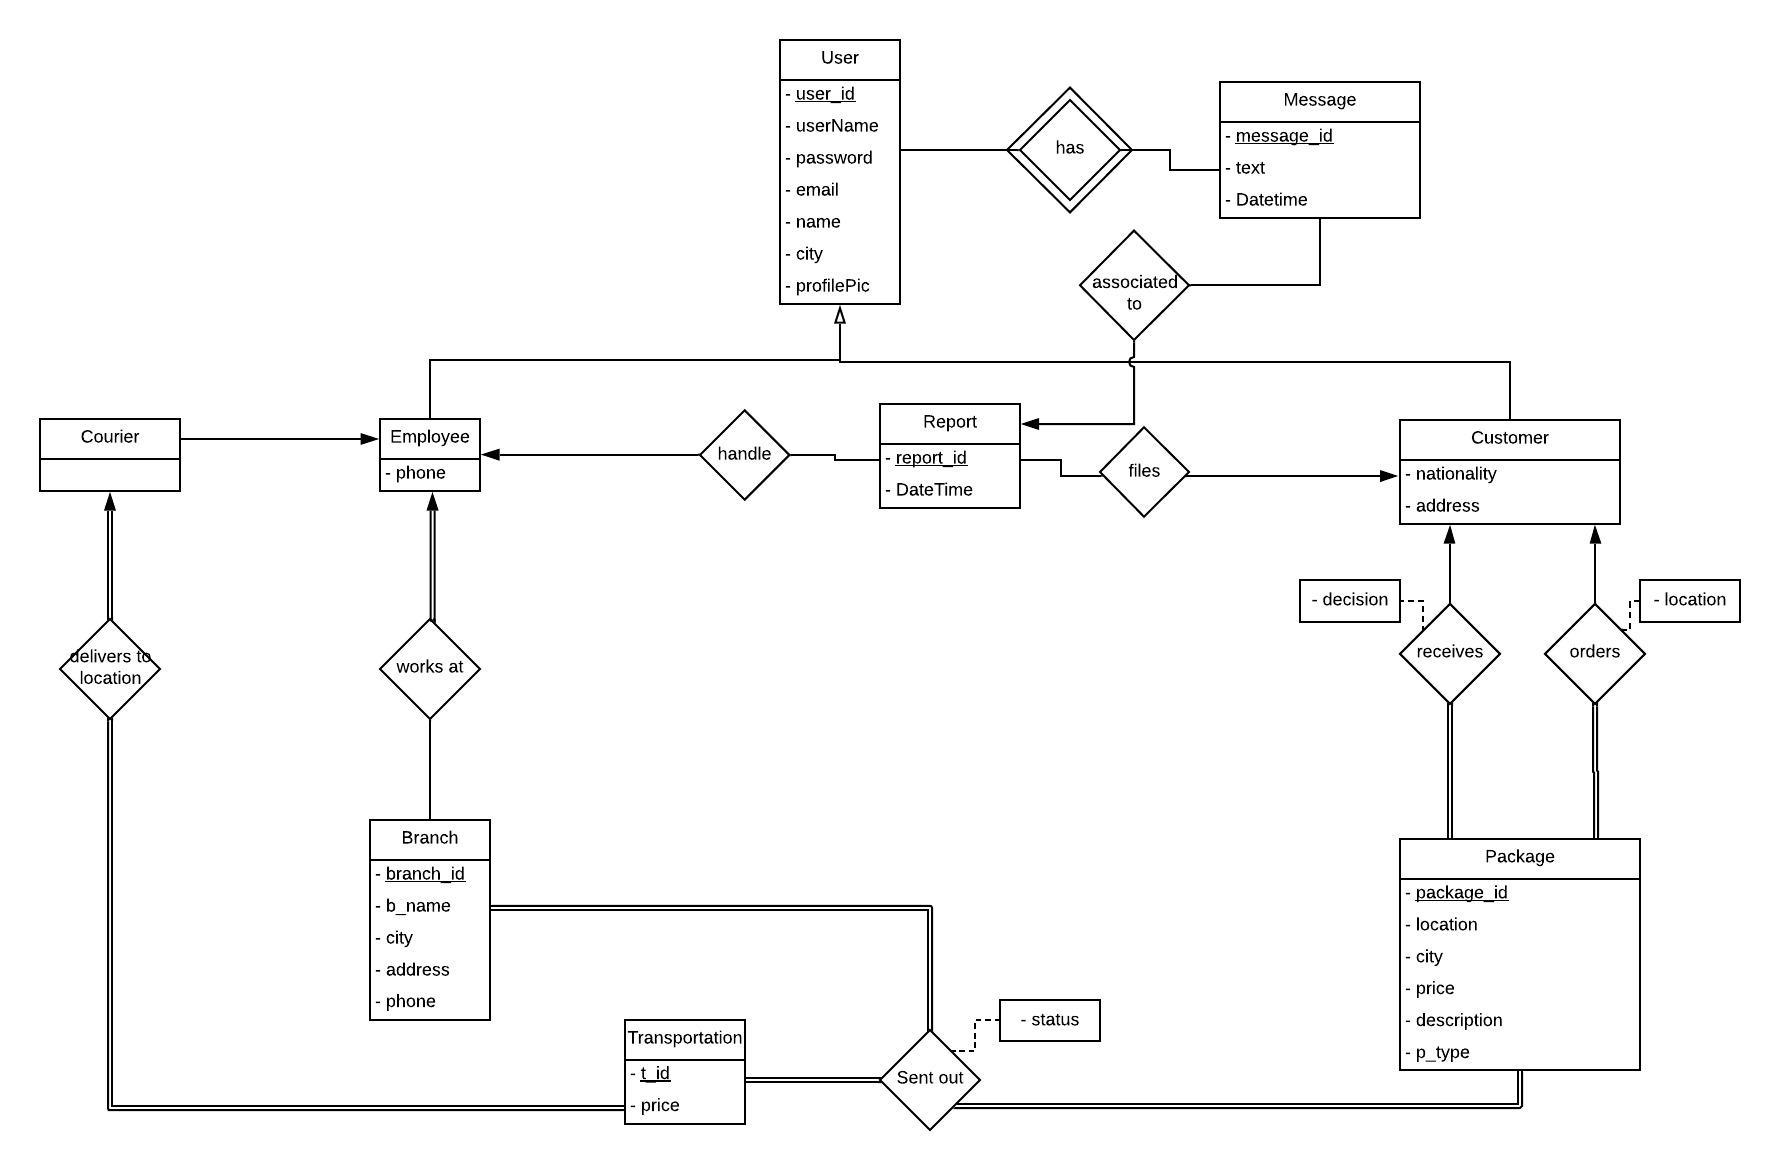 User
- user_id
- userName
- password
- email
- name
- city
- profilePic
has
Message
- message_id
- text
- Datetime
associated
to
Courier
Employee
- phone
handle
Report
- report_id
- DateTime
files
Customer
- nationality
- address
- decision
- location
delivers to
location
works at
receives
orders
Branch
- branch_id
- b_name
- city
- address
- phone
Package
- package_id
- location
- city
- price
- description
- p_type
Transportation
- t_id
- price
Sent out
- status